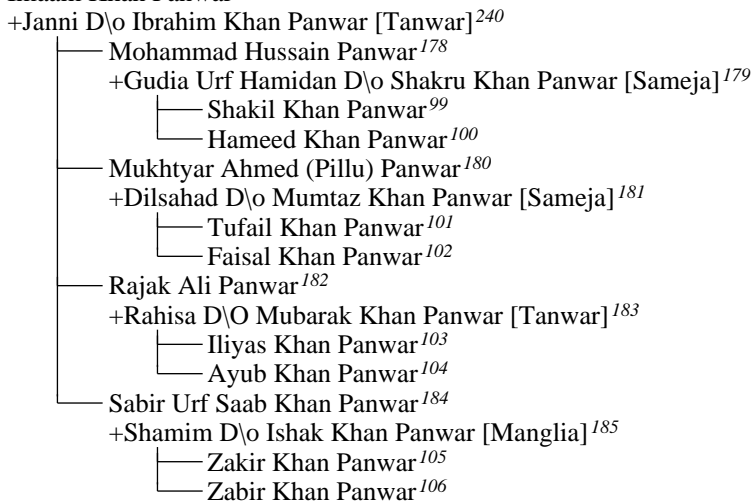 +Janni D\o Ibrahim Khan Panwar [Tanwar]240
Mohammad Hussain Panwar178
+Gudia Urf Hamidan D\o Shakru Khan Panwar [Sameja]179
Shakil Khan Panwar99
Hameed Khan Panwar100
Mukhtyar Ahmed (Pillu) Panwar180
+Dilsahad D\o Mumtaz Khan Panwar [Sameja]181
Tufail Khan Panwar101
Faisal Khan Panwar102
Rajak Ali Panwar182
+Rahisa D\O Mubarak Khan Panwar [Tanwar]183
Iliyas Khan Panwar103
Ayub Khan Panwar104
Sabir Urf Saab Khan Panwar184
+Shamim D\o Ishak Khan Panwar [Manglia]185
Zakir Khan Panwar105
Zabir Khan Panwar106